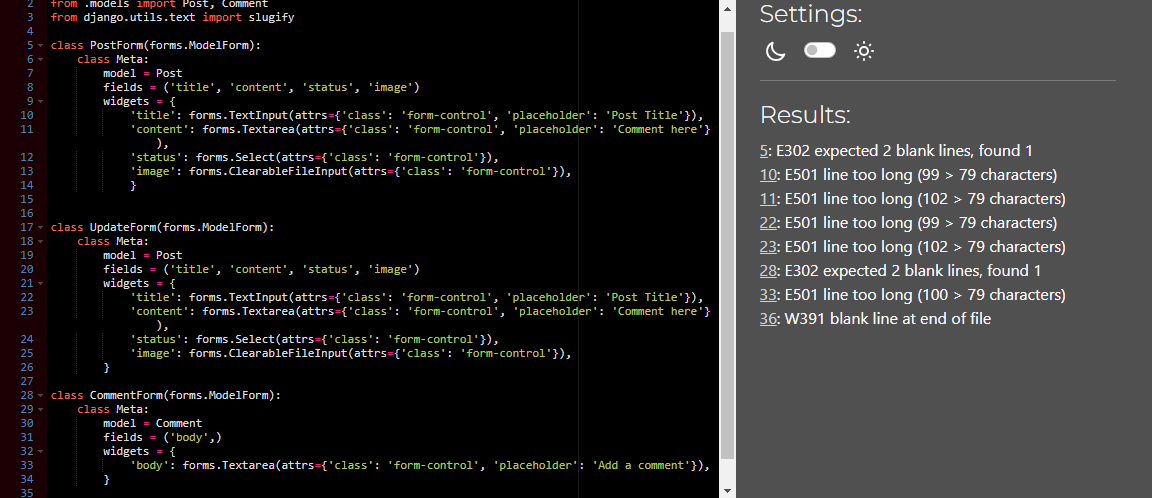 2 from .models import Post, Comment
3 from django.utils.text import slugify
4
5 class PostForm(forms.ModelForm):
6 class Meta:
7 model = Post
8 fields = ('title', 'content', 'status', 'image')
9 widgets = {
10 'title': forms.TextInput(attrs={'class': 'form-control', 'placeholder': 'Post Title'}),
11 'content': forms.Textarea(attrs={'class': 'form-control', 'placeholder': 'Comment here'}
),
12 'status': forms.Select(attrs={'class': 'form-control'}),
13 'image': forms.ClearableFileInput(attrs={'class': 'form-control'}),
14 }
15
16
17 class UpdateForm(forms.ModelForm):
18 class Meta:
19 model = Post
20 fields = ('title', 'content', 'status', 'image')
21 widgets = {
22 'title': forms.TextInput(attrs={'class': 'form-control', 'placeholder': 'Post Title'}),
23 'content': forms.Textarea(attrs={'class': 'form-control', 'placeholder': 'Comment here'}
),
24 'status': forms.Select(attrs={'class': 'form-control'}),
25 'image': forms.ClearableFileInput(attrs={'class': 'form-control'}),
26 }
27
28 class CommentForm(forms.ModelForm):
29 class Meta:
30 model = Comment
31 fields = ('body',)
32 widgets = {
33 'body': forms.Textarea(attrs={'class': 'form-control', 'placeholder': 'Add a comment'}),
34 }
35
Settings:
Results:
5: E302 expected 2 blank lines, found 1
10: E501 line too long (99 > 79 characters)
11: E501 line too long (102 > 79 characters)
22: E501 line too long (99 > 79 characters)
23: E501 line too long (102 > 79 characters)
28: E302 expected 2 blank lines, found 1
33: E501 line too long (100 > 79 characters)
36: W391 blank line at end of file